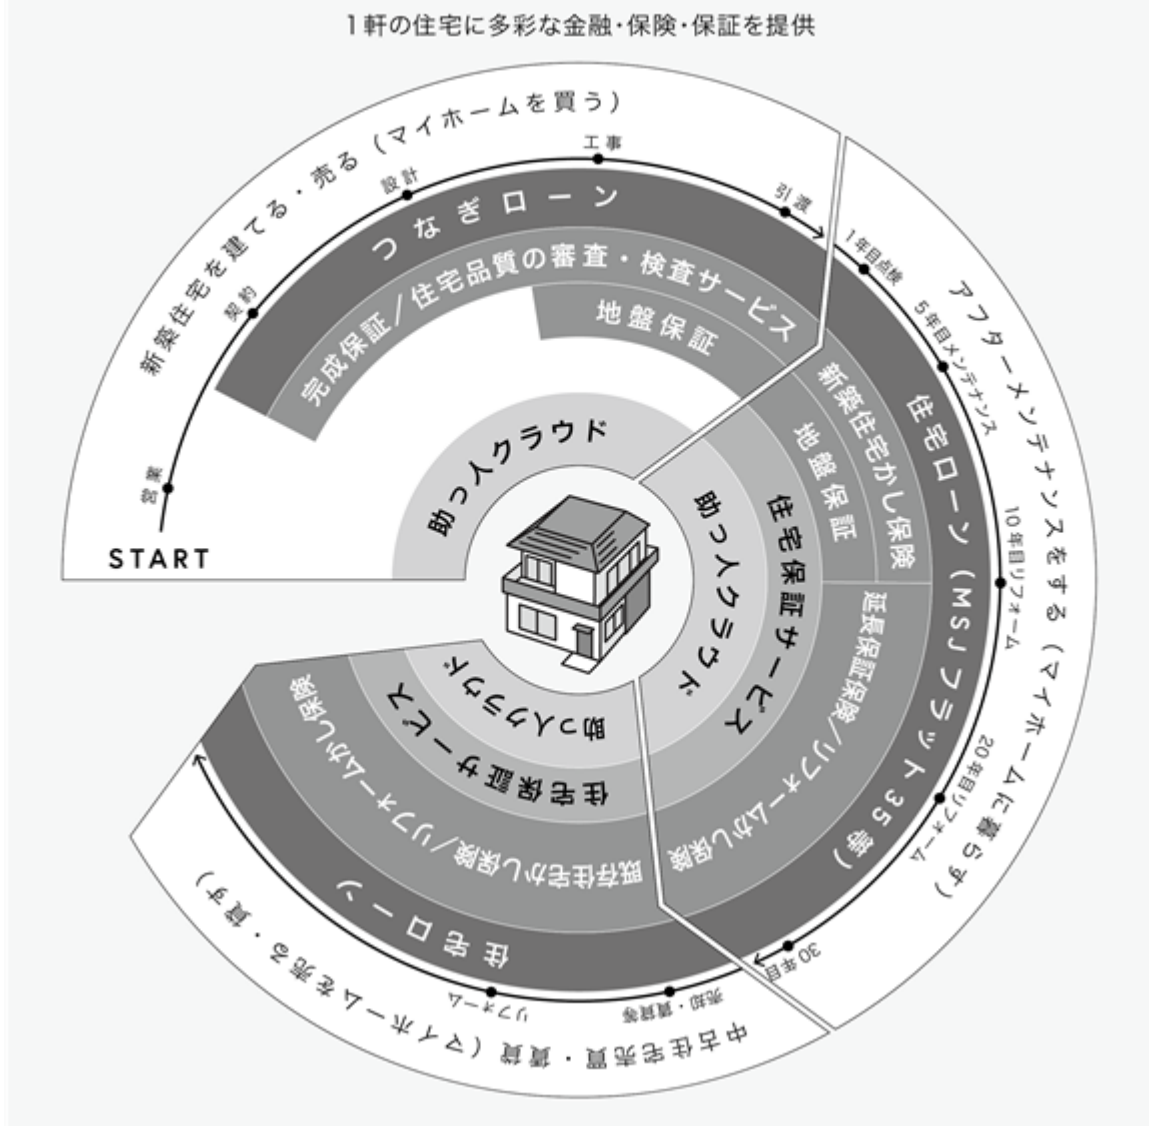 1軒の住宅に多彩な金融・保険・保証を提供
新築住宅を建てる・売る（マイホームを買う）
START
営業
契約
設計
工事
引渡
つなぎローン
完成保証／住宅品質の審査・検査サービス
地盤保証
助っ人クラウド
アフターメンテナンスをする（マイホームに暮らす）
1年目点検
5年目メンテナンス
10年目リフォーム
20年目リフォーム
30年目
住宅ローン（MSJフラット35等）
新築住宅かし保険
地盤保証
延長保証保険／リフォームかし保険
住宅保証サービス
助っ人クラウド
中古住宅売買・賃貸（マイホームを売る・貸す）
売却・賃貸等
リフォーム
住宅ローン
既存住宅かし保険／リフォームかし保険
住宅保証サービス
助っ人クラウド